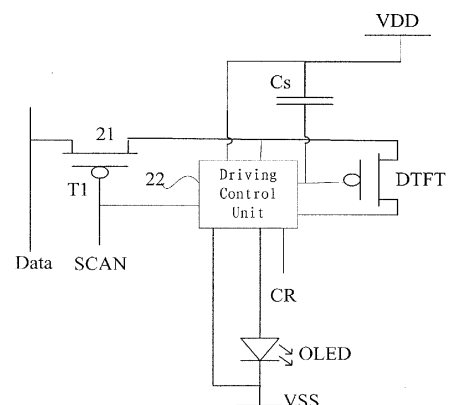 VDD
Cs
21
T1
22
Driving
Control
Unit
DTFT
Data
SCAN
CR
OLED
VSS